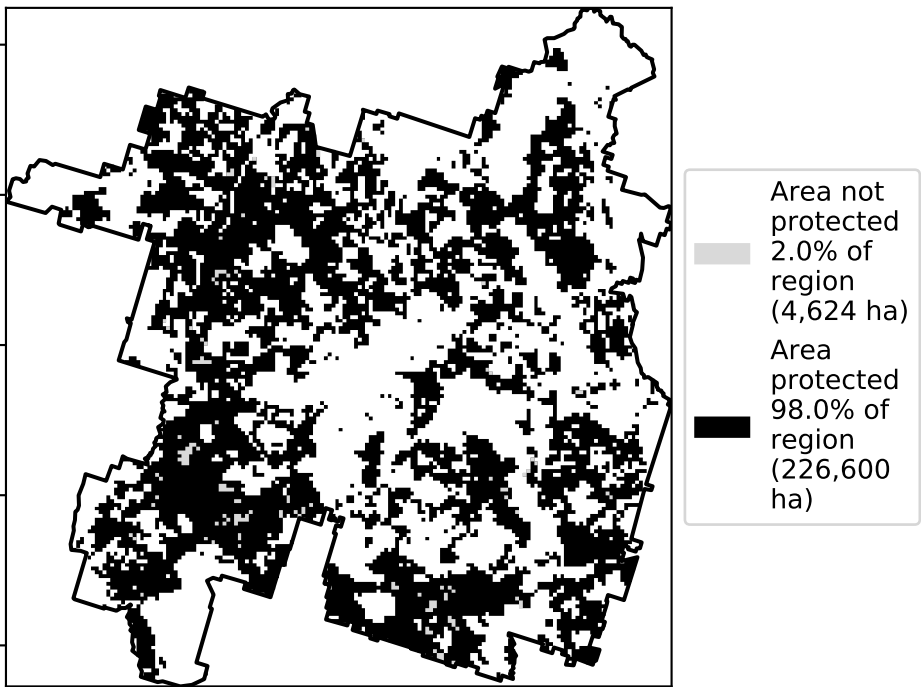 Area not
protected
2.0% of
region
(4,624 ha)
Area
protected
98.0% of
region
(226,600
ha)